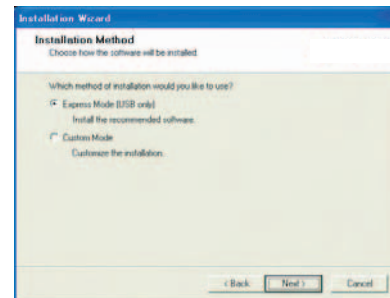 Installation Wizard
Installation Method
Choose how the software will be installed.
Which method of installation would you like to use?
Express Mode (USB only)
Install the recommended software.
Custom Mode
Customize the installation.
< Back Next > Cancel